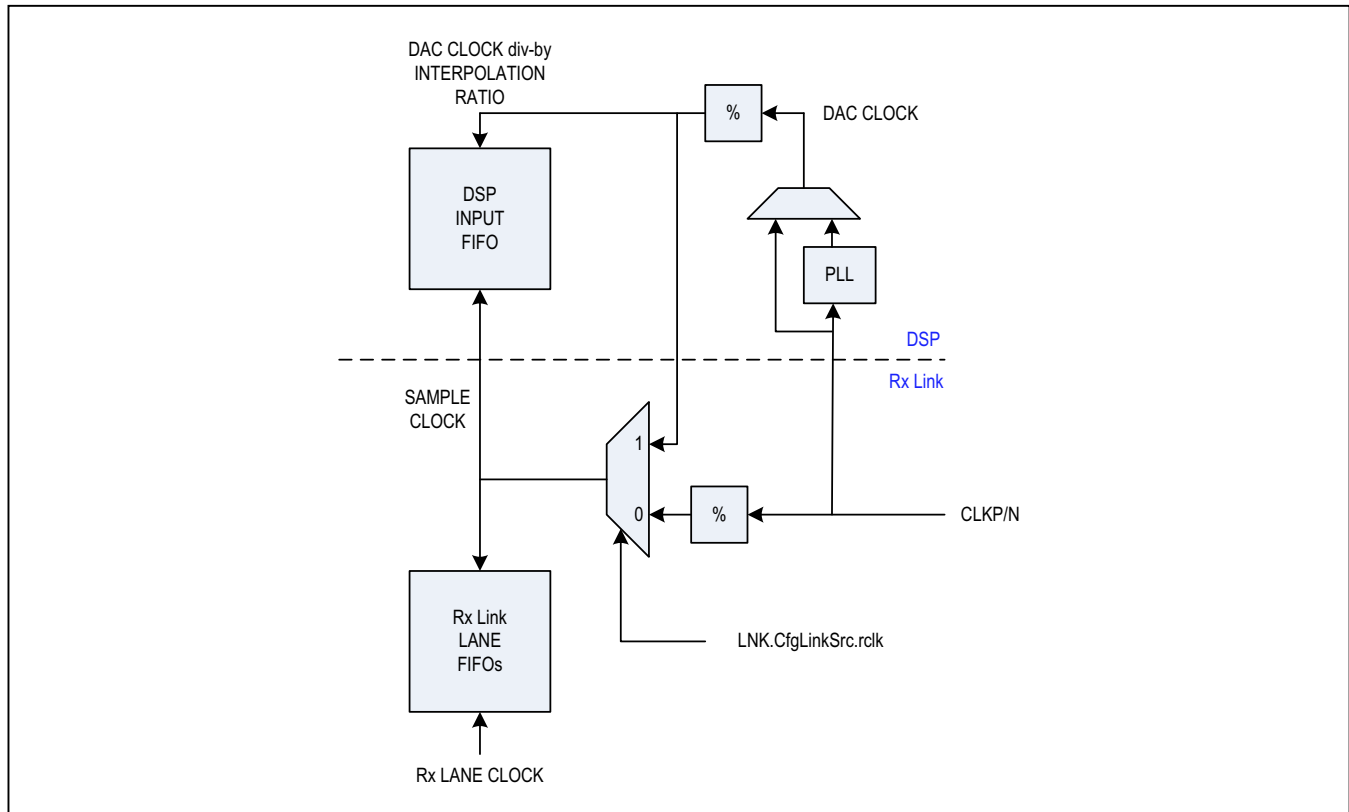 DAC CLOCK div-by
INTERPOLATION
RATIO
%
DAC CLOCK
DSP
INPUT
FIFO
PLL
DSP
Rx Link
SAMPLE
CLOCK
1
0
%
CLKP/N
Rx Link
LANE
FIFOs
LNK.CfgLinkSrc.rclk
Rx LANE CLOCK